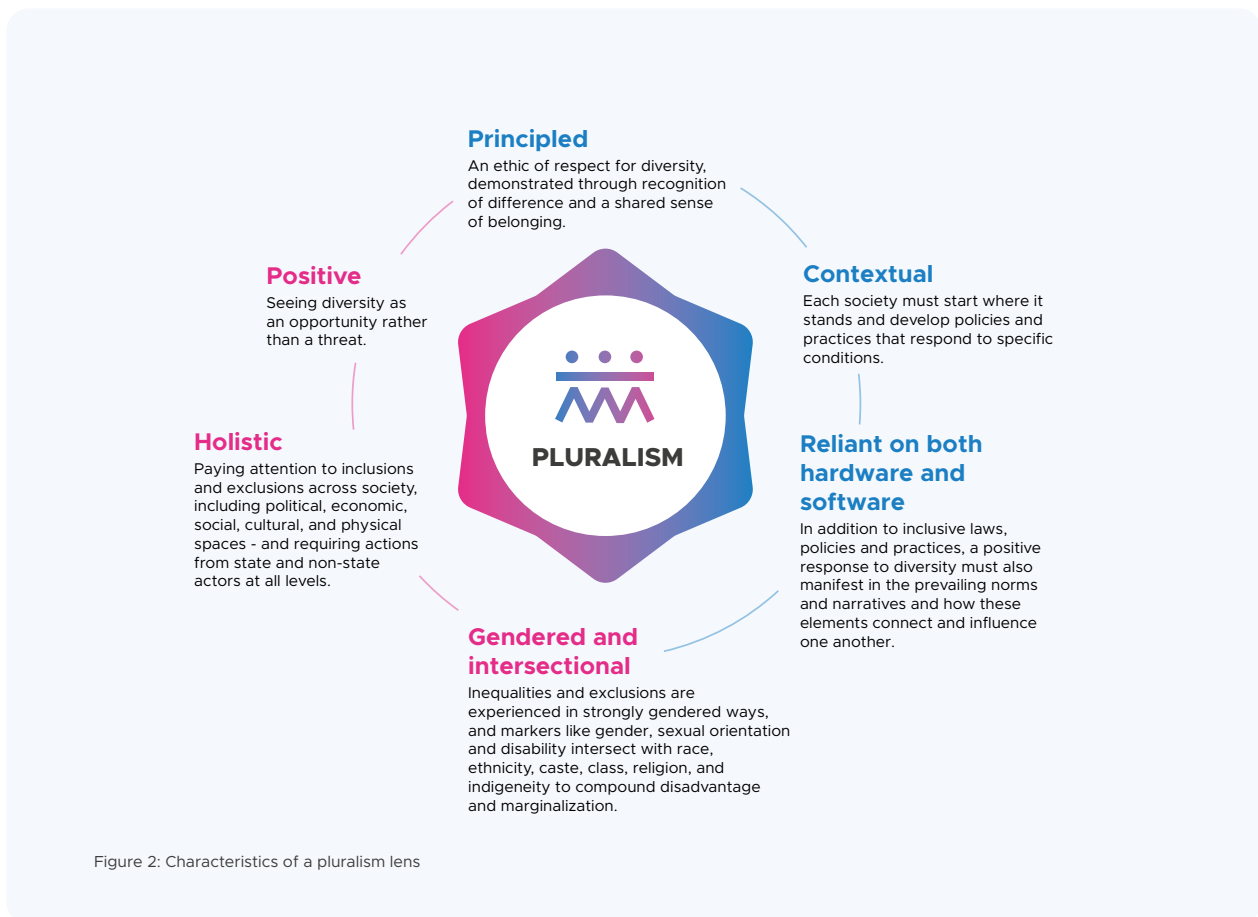 Principled
An ethic of respect for diversity,
demonstrated through recognition
of difference and a shared sense
of belonging.
Contextual
Each society must start where it
stands and develop policies and
practices that respond to specific
conditions.
Reliant on both
hardware and
software
In addition to inclusive laws,
policies and practices, a positive
response to diversity must also
manifest in the prevailing norms
and narratives and how these
elements connect and influence
one another.
Gendered and
intersectional
Inequalities and exclusions are
experienced in strongly gendered ways,
and markers like gender, sexual orientation
and disability intersect with race,
ethnicity, caste, class, religion, and
indigeneity to compound disadvantage
and marginalization.
Holistic
Paying attention to inclusions
and exclusions across society,
including political, economic,
social, cultural, and physical
spaces - and requiring actions
from state and non-state
actors at all levels.
Positive
Seeing diversity as
an opportunity rather
than a threat.
PLURALISM
Figure 2: Characteristics of a pluralism lens